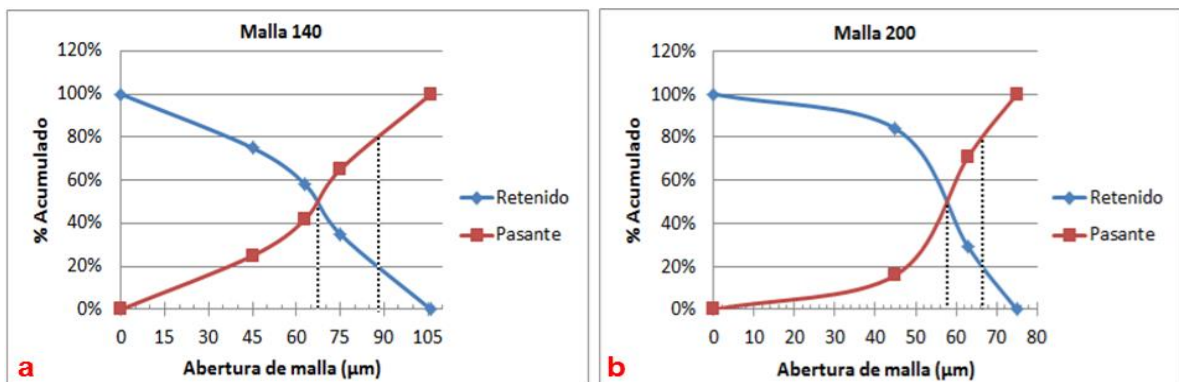 Malla 140
120%
100%
80%
60%
40%
20%
0%
% Acumulado
0 15 30 45 60 75 90 105
Abertura de malla (µm)
Retenido
Pasante
a
Malla 200
120%
100%
80%
60%
40%
20%
0%
% Acumulado
0 10 20 30 40 50 60 70 80
Abertura de malla (µm)
Retenido
Pasante
b